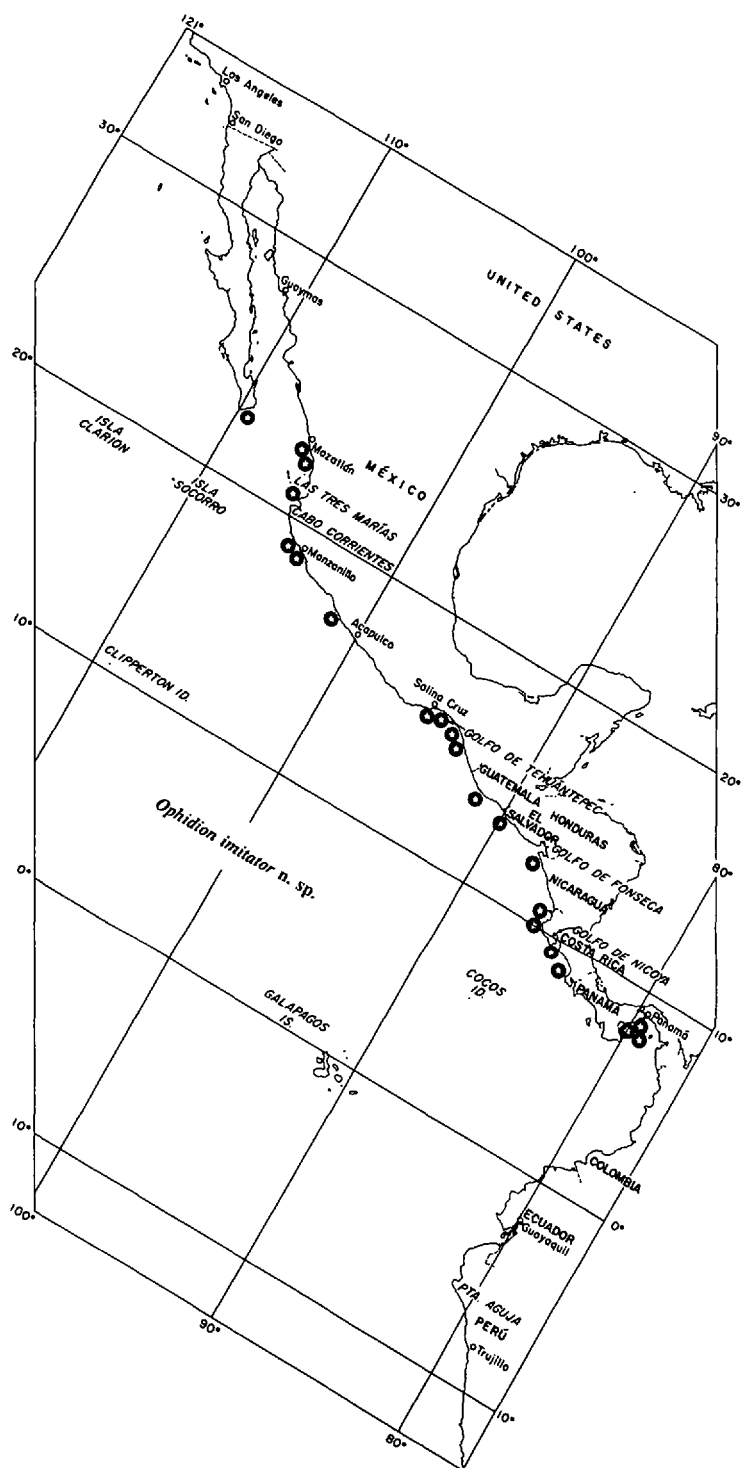 121°
Los Angeles
San Diego
30°
110°
100°
UNITED STATES
Guaymas
20°
90°
ISLA
CLARION
ISLA
SOCORRO
Mazatlán
MÉXICO
LAS TRES MARÍAS
CABO CORRIENTES
30°
Manzanillo
10°
Acapulco
CLIPPERTON ID.
Salina Cruz
GOLFO DE TEHUANTEPEC
20°
GUATEMALA
HONDURAS
EL
SALVADOR
Ophidion imitator n. sp.
GOLFO DE FONSECA
0°
80°
NICARAGUA
GOLFO DE NICOYA
COSTA RICA
COCOS
ID.
PANAMÁ
GALAPAGOS
IS.
Panamá
10°
10°
COLOMBIA
100°
ECUADOR
0°
Guayaquil
PTA. AGUJA
PERÚ
90°
Trujillo
10°
80°